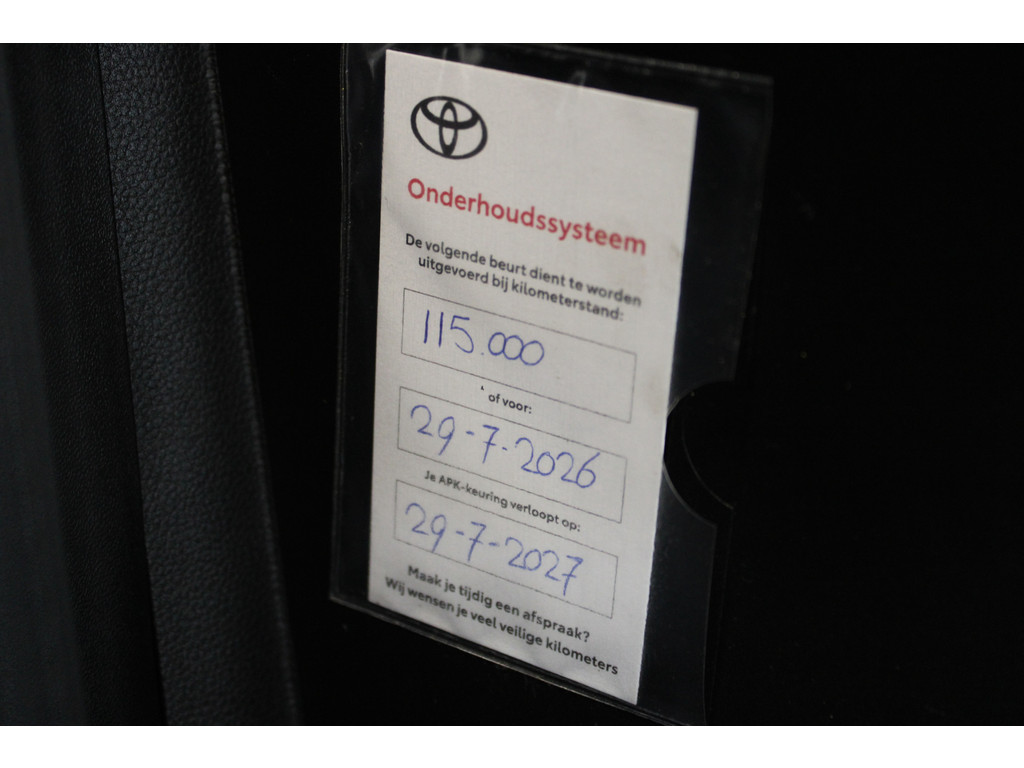 Onderhoudssysteem
De volgende beurt dient te worden
uitgevoerd bij kilometerstand:
115.000
of voor:
29-7-2026
Je APK-keuring verloopt op:
29-7-2027
Maak je tijdig een afspraak?
Wij wensen je veel veilige kilometers